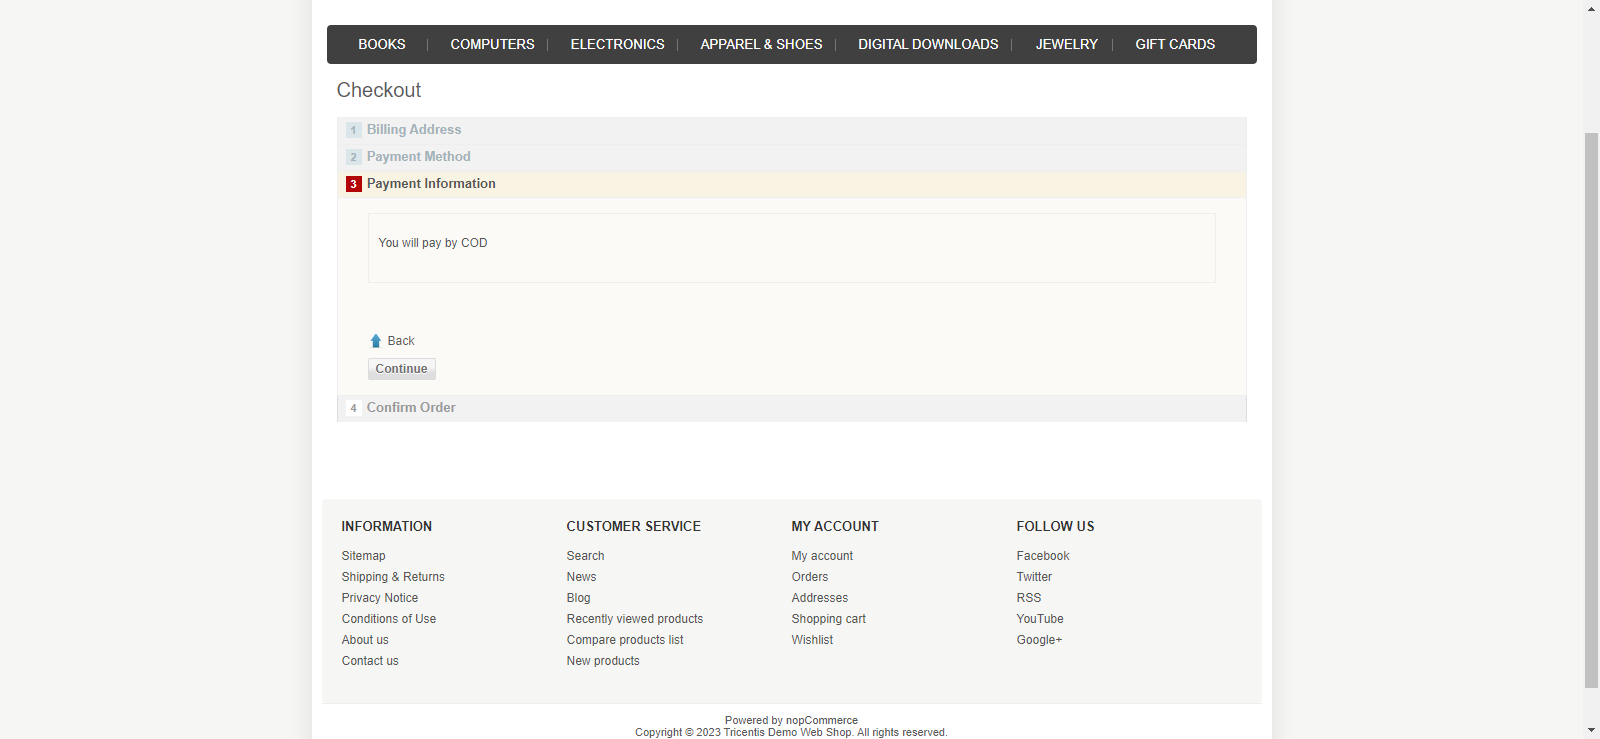 BOOKS COMPUTERS ELECTRONICS APPAREL & SHOES DIGITAL DOWNLOADS JEWELRY GIFT CARDS
Checkout
1 Billing Address
2 Payment Method
3 Payment Information
You will pay by COD
Back
Continue
4 Confirm Order
INFORMATION
Sitemap
Shipping & Returns
Privacy Notice
Conditions of Use
About us
Contact us
CUSTOMER SERVICE
Search
News
Blog
Recently viewed products
Compare products list
New products
MY ACCOUNT
My account
Orders
Addresses
Shopping cart
Wishlist
FOLLOW US
Facebook
Twitter
RSS
YouTube
Google+
Powered by nopCommerce
Copyright © 2023 Tricentis Demo Web Shop. All rights reserved.